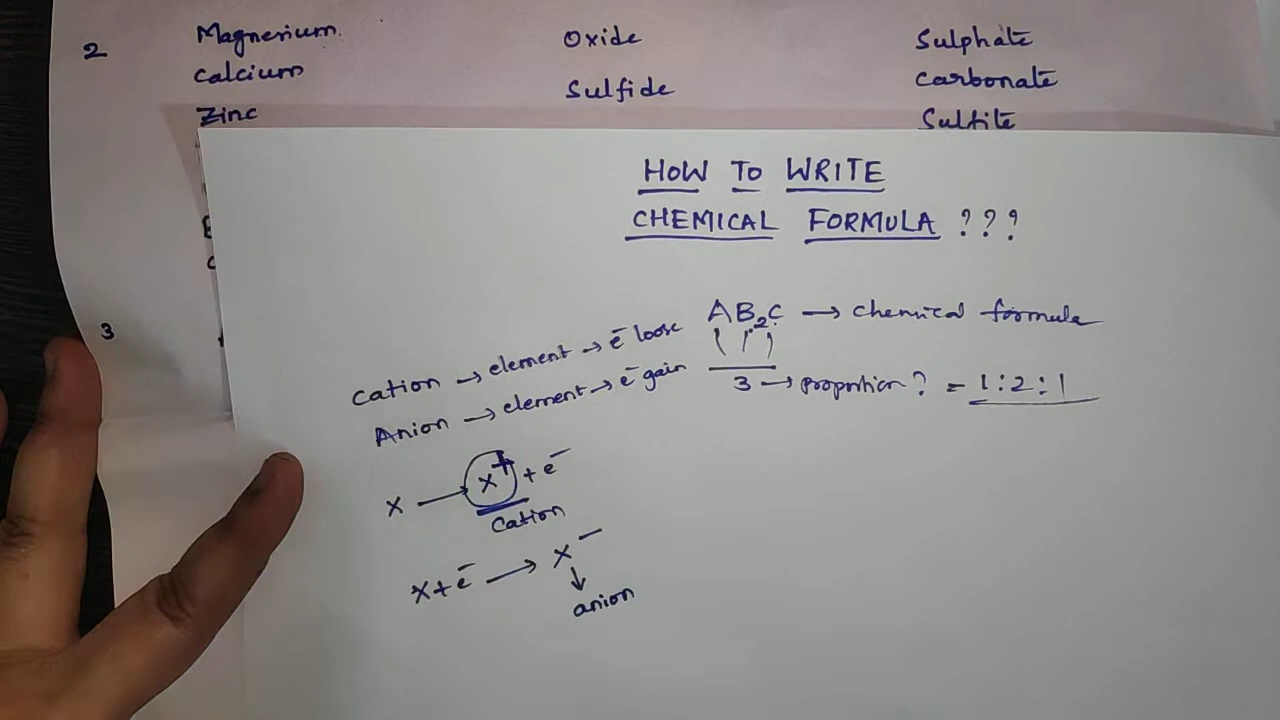 2 Magnesium. Oxide Sulphate
Calcium Sulfide Carbonate
Zinc Sulfite
HOW TO WRITE
CHEMICAL FORMULA ???
AB₂C → chemical formula
3 → proportion? = 1:2:1
Cation → element → e⁻ loose
Anion → element → e⁻ gain
X → X⁺ + e⁻
Cation
X + e⁻ → X⁻
↓
anion
3